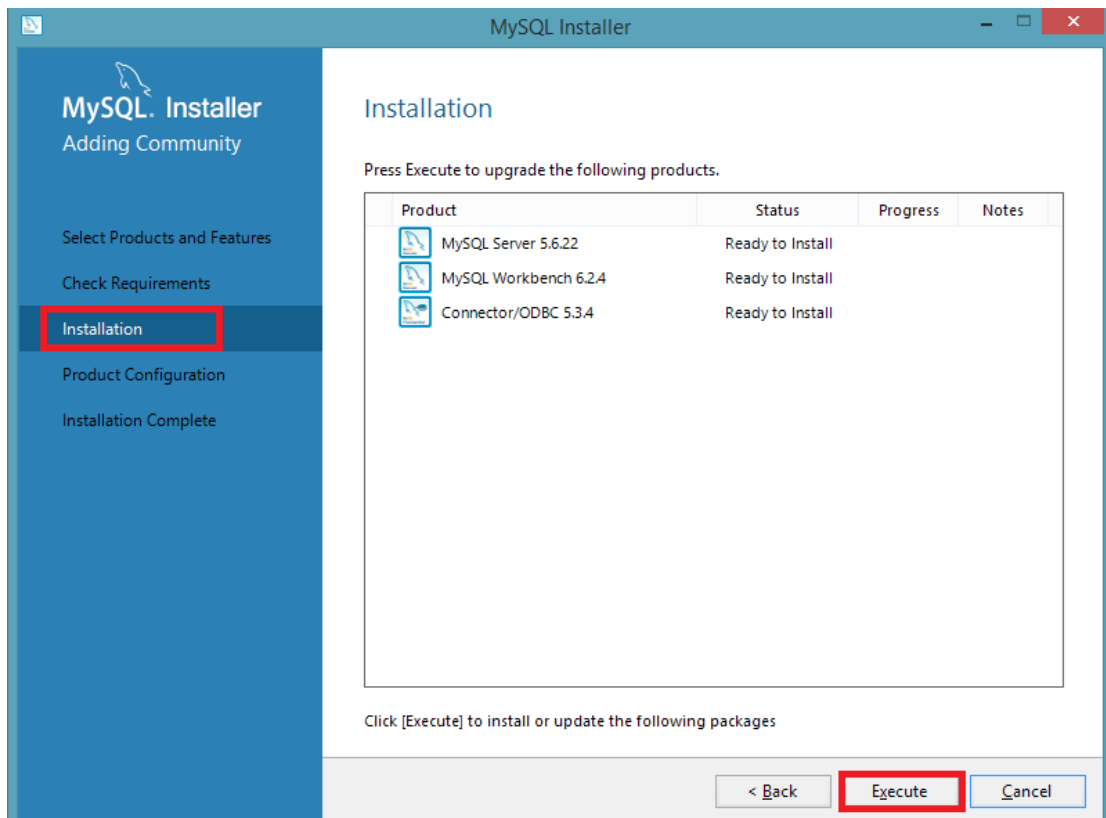 MySQL Installer
MySQL. Installer
Adding Community
Select Products and Features
Check Requirements
Installation
Product Configuration
Installation Complete
Installation
Press Execute to upgrade the following products.
Product Status Progress Notes
MySQL Server 5.6.22 Ready to Install
MySQL Workbench 6.2.4 Ready to Install
Connector/ODBC 5.3.4 Ready to Install
Click [Execute] to install or update the following packages
< Back Execute Cancel